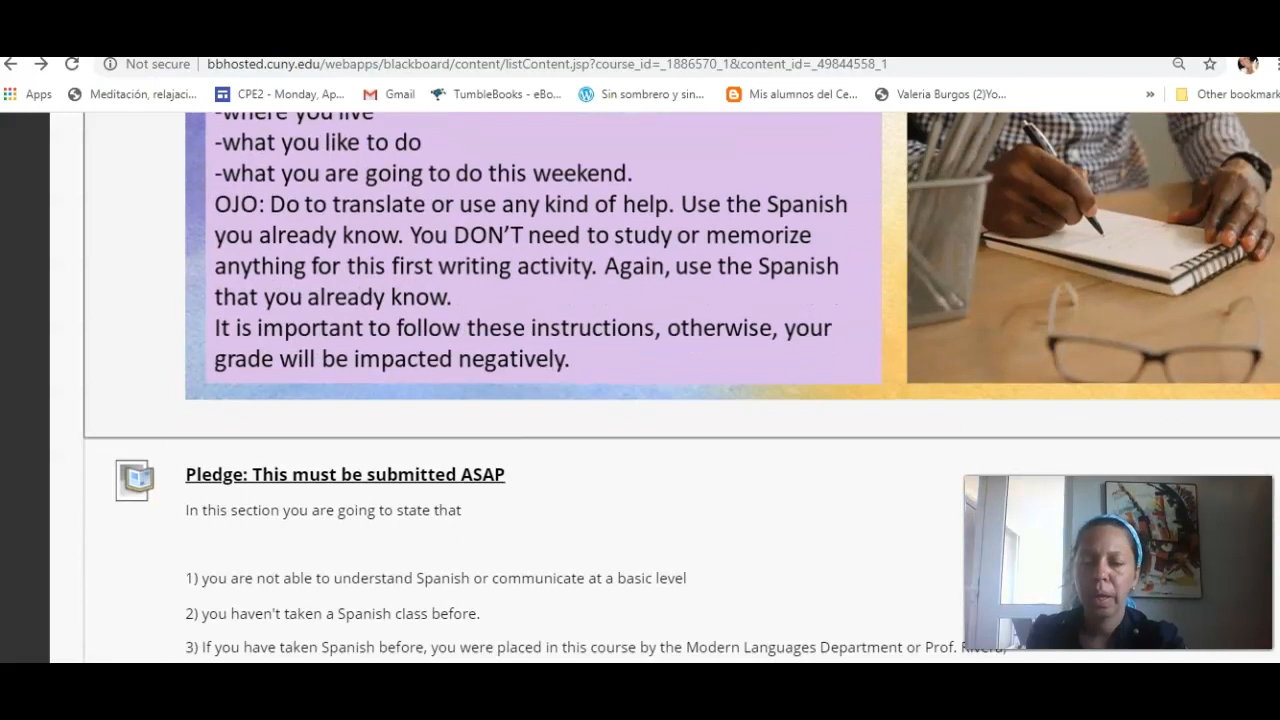 Not secure
bbhosted.cuny.edu/webapps/blackboard/content/listContent.jsp?course_id=_1886570_1&content_id=_49844558_1
Apps
Meditación, relajaci...
CPE2 - Monday, Ap...
Gmail
TumbleBooks - eBo...
Sin sombrero y sin...
Mis alumnos del Ce...
Valeria Burgos (2)Yo...
»
Other bookmark
-where you live
-what you like to do
-what you are going to do this weekend.
OJO: Do to translate or use any kind of help. Use the Spanish
you already know. You DON’T need to study or memorize
anything for this first writing activity. Again, use the Spanish
that you already know.
It is important to follow these instructions, otherwise, your
grade will be impacted negatively.
Pledge: This must be submitted ASAP
In this section you are going to state that
1) you are not able to understand Spanish or communicate at a basic level
2) you haven't taken a Spanish class before.
3) If you have taken Spanish before, you were placed in this course by the Modern Languages Department or Prof. Rivera,